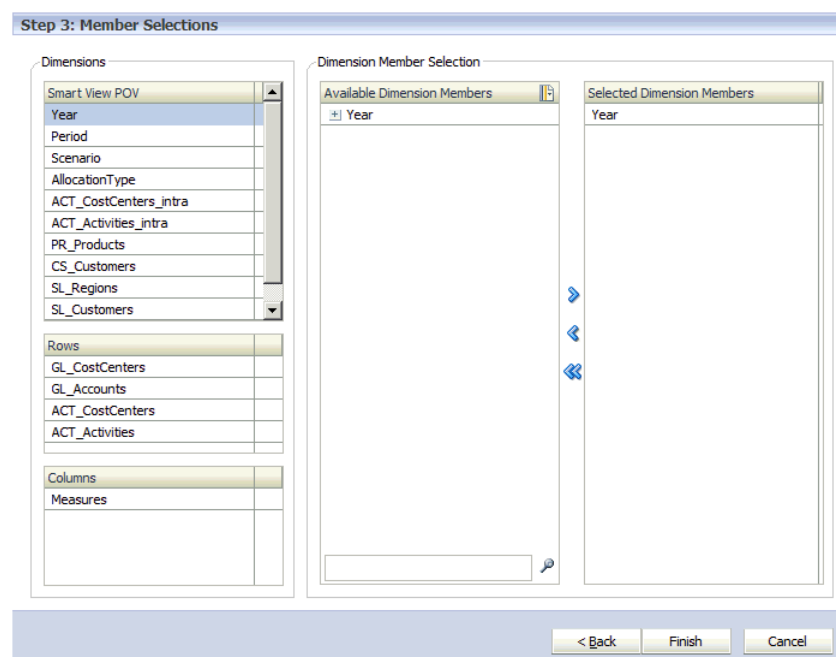 Step 3: Member Selections
Dimensions
Smart View POV
Year
Period
Scenario
AllocationType
ACT_CostCenters_intra
ACT_Activities_intra
PR_Products
CS_Customers
SL_Regions
SL_Customers
Rows
GL_CostCenters
GL_Accounts
ACT_CostCenters
ACT_Activities
Columns
Measures
Dimension Member Selection
Available Dimension Members
Year
Selected Dimension Members
Year
< Back
Finish
Cancel